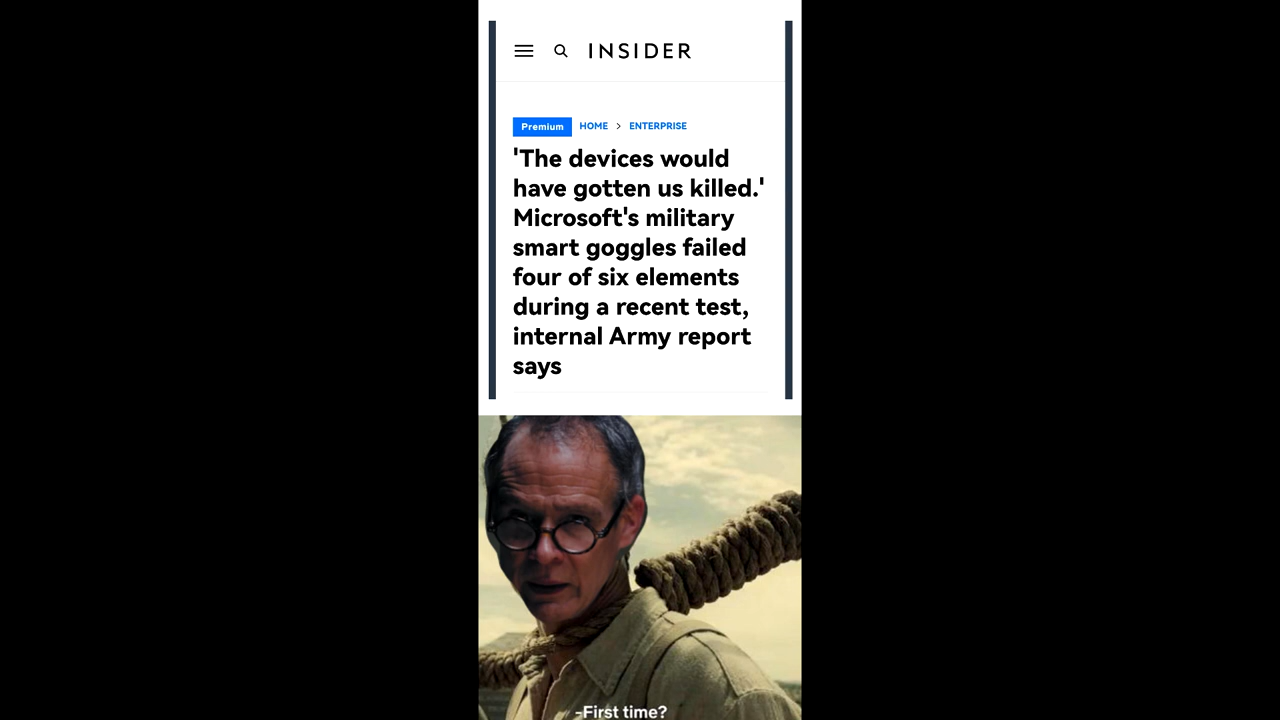 INSIDER
Premium HOME > ENTERPRISE
'The devices would
have gotten us killed.'
Microsoft's military
smart goggles failed
four of six elements
during a recent test,
internal Army report
says
-First time?